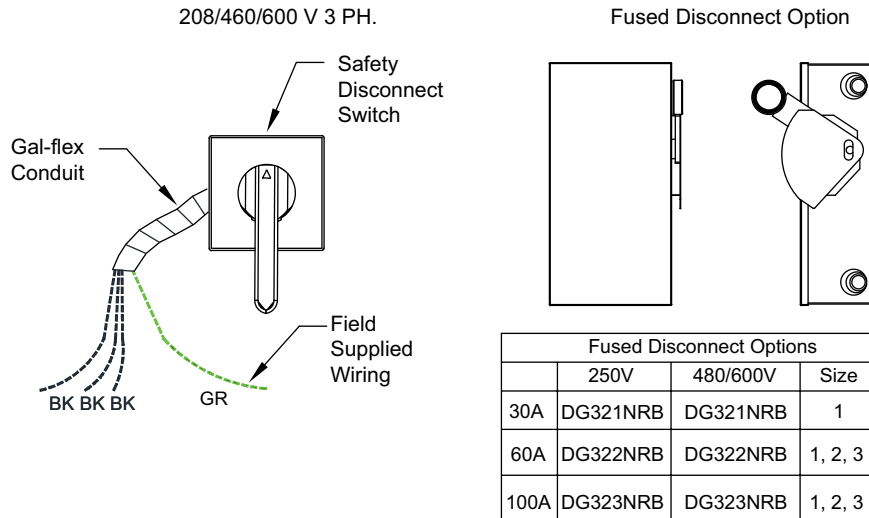 208/460/600 V 3 PH.
Safety
Disconnect
Switch
Gal-flex
Conduit
Field
Supplied
Wiring
BK BK BK
GR
Fused Disconnect Option
Fused Disconnect Options
250V 480/600V Size
30A DG321NRB DG321NRB 1
60A DG322NRB DG322NRB 1, 2, 3
100A DG323NRB DG323NRB 1, 2, 3